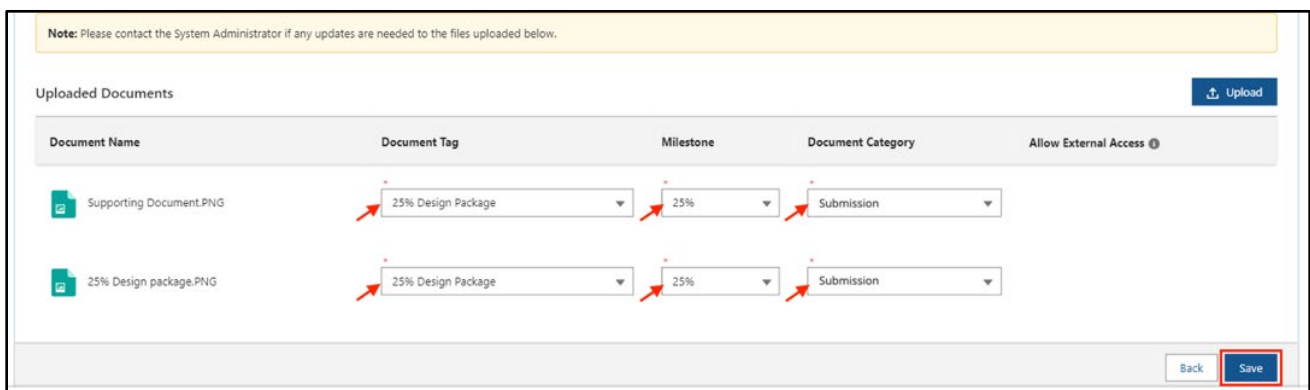 Note: Please contact the System Administrator if any updates are needed to the files uploaded below.
Uploaded Documents
Upload
Document Name Document Tag Milestone Document Category Allow External Access
* * *
Supporting Document.PNG 25% Design Package 25% Submission
* * *
25% Design package.PNG 25% Design Package 25% Submission
Back Save